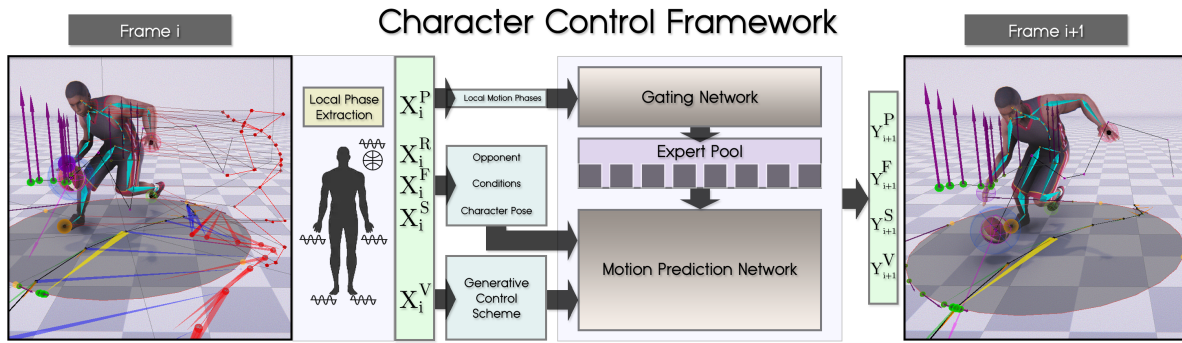 Character Control Framework
Frame i
Frame i+1
Local Phase
Extraction
X_i^P
X_i^R
X_i^F
X_i^S
X_i^V
Local Motion Phases
Opponent
Conditions
Character Pose
Generative
Control
Scheme
Gating Network
Expert Pool
Motion Prediction Network
Y_{i+1}^P
Y_{i+1}^F
Y_{i+1}^S
Y_{i+1}^V